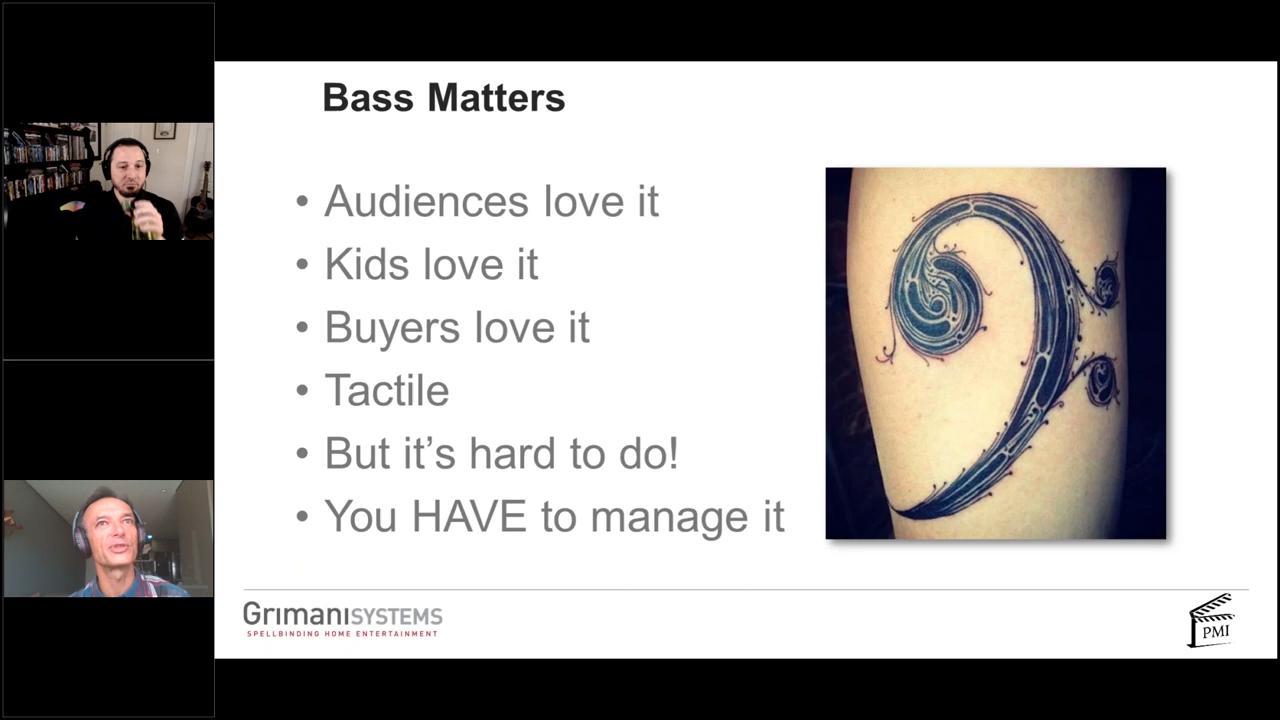 Bass Matters
• Audiences love it
• Kids love it
• Buyers love it
• Tactile
• But it’s hard to do!
• You HAVE to manage it
GrimaniSYSTEMS
SPELLBINDING HOME ENTERTAINMENT
PMI